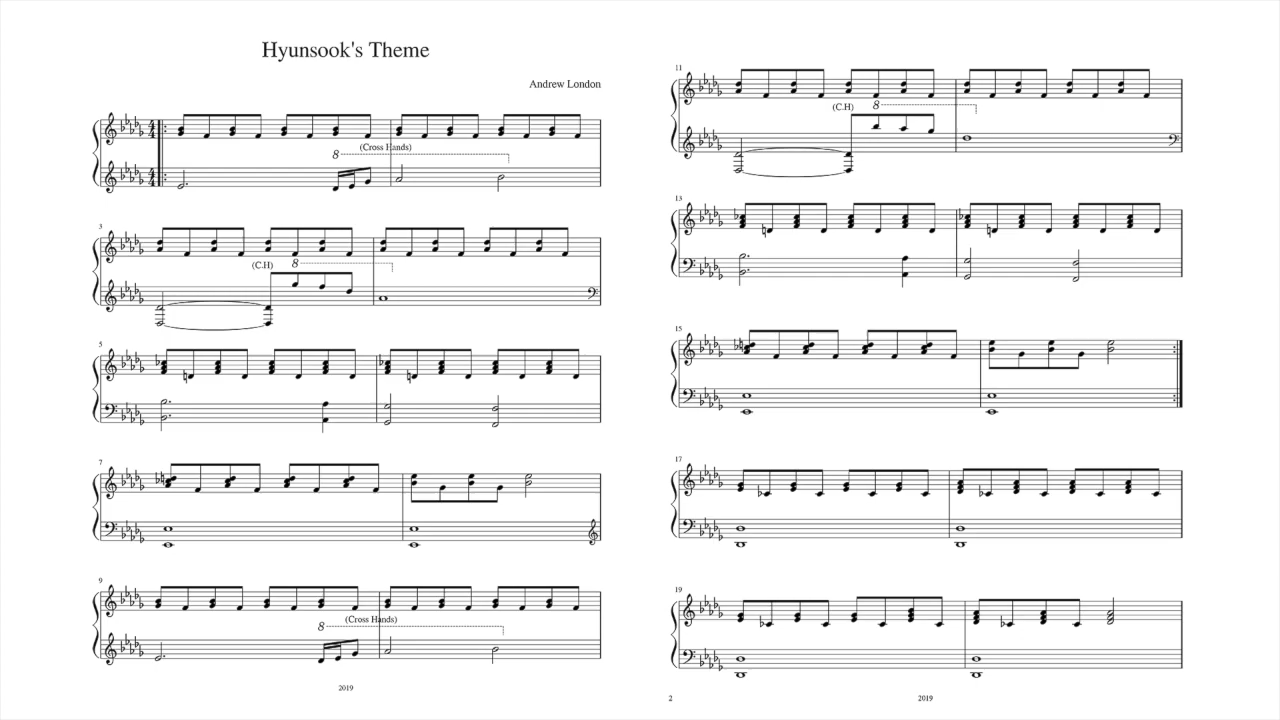 Hyunsook's Theme
Andrew London
(Cross Hands)
8
3
(C.H)
8
5
7
9
(Cross Hands)
8
2019
11
(C.H)
8
13
15
17
19
2
2019